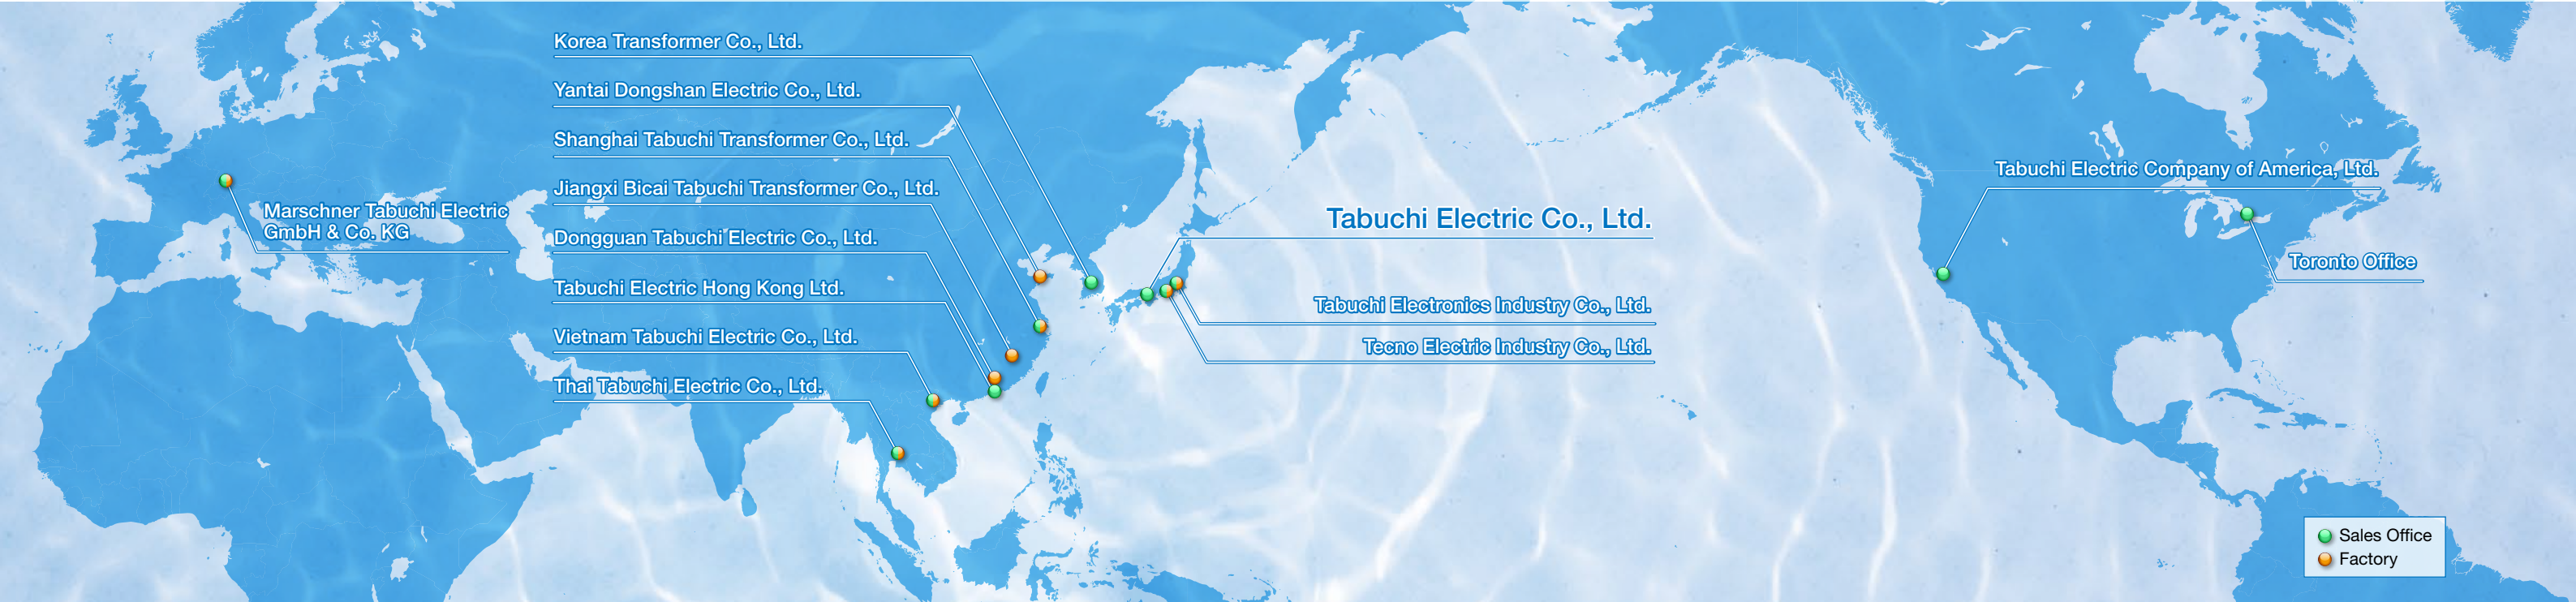 Korea Transformer Co., Ltd.
Yantai Dongshan Electric Co., Ltd.
Shanghai Tabuchi Transformer Co., Ltd.
Jiangxi Bicai Tabuchi Transformer Co., Ltd.
Dongguan Tabuchi Electric Co., Ltd.
Tabuchi Electric Hong Kong Ltd.
Vietnam Tabuchi Electric Co., Ltd.
Thai Tabuchi Electric Co., Ltd.
Marschner Tabuchi Electric
GmbH & Co. KG
Tabuchi Electric Co., Ltd.
Tabuchi Electronics Industry Co., Ltd.
Tecno Electric Industry Co., Ltd.
Tabuchi Electric Company of America, Ltd.
Toronto Office
Sales Office
Factory